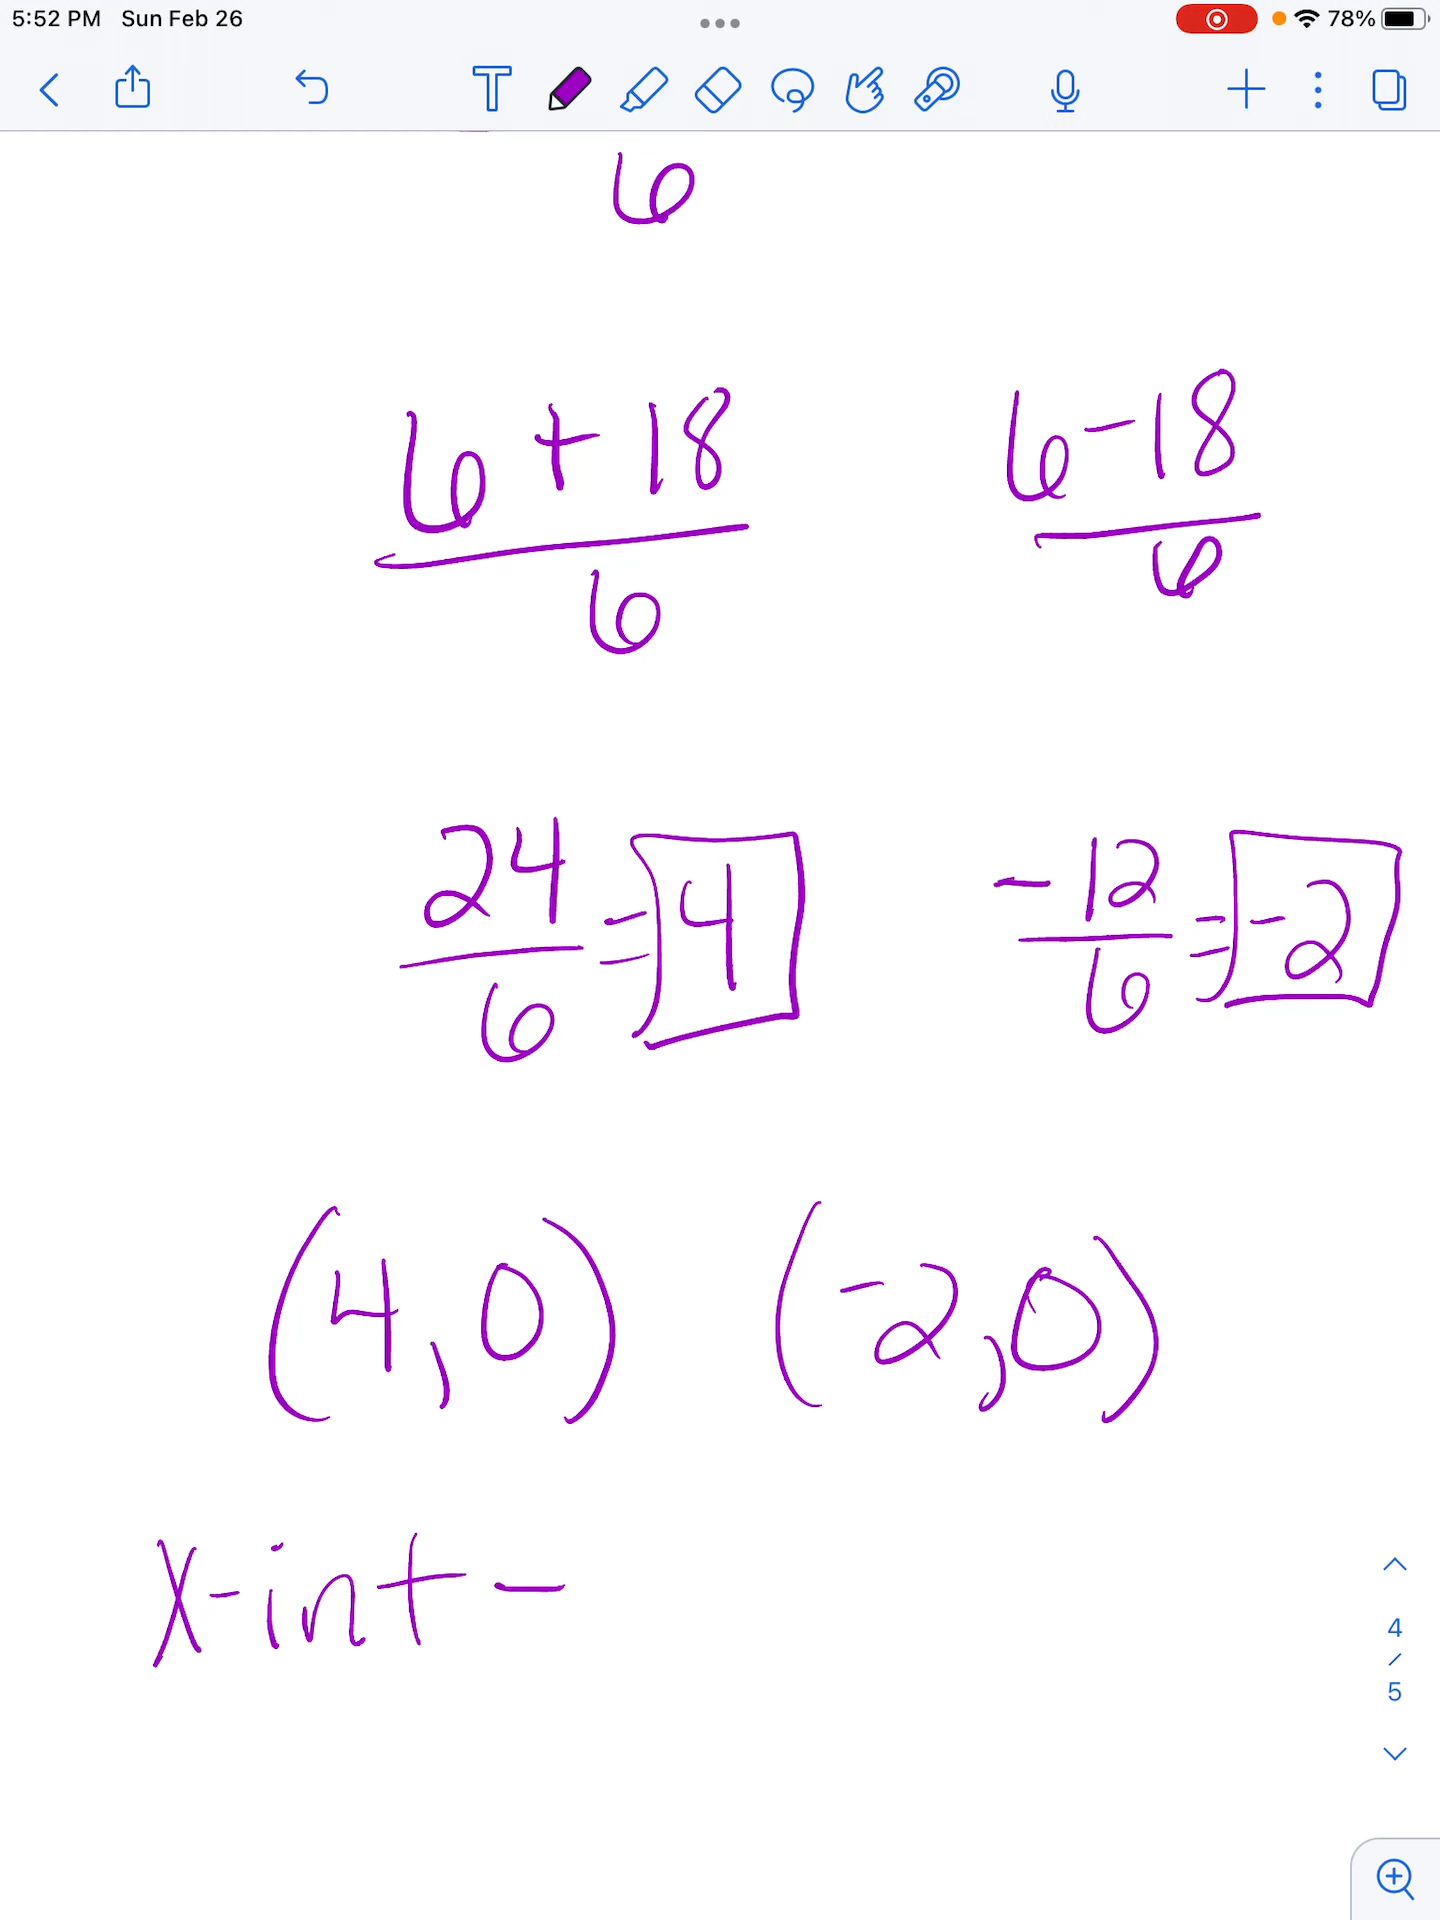 5:52 PM Sun Feb 26 78%
T
6
6 + 18 6 - 18
6 6
24 = 4 -12 = -2
6 6
(4,0) (-2,0)
x-int -
4
/
5